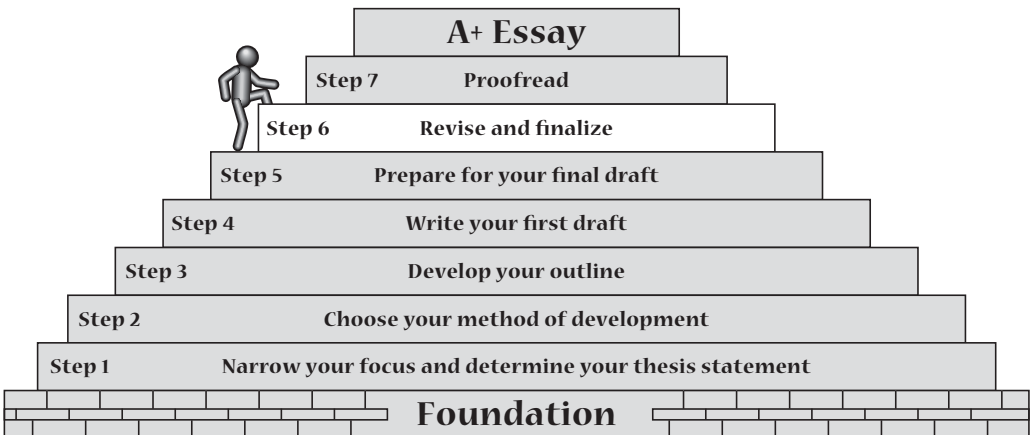 A+ Essay
Step 7 Proofread
Step 6 Revise and finalize
Step 5 Prepare for your final draft
Step 4 Write your first draft
Step 3 Develop your outline
Step 2 Choose your method of development
Step 1 Narrow your focus and determine your thesis statement
Foundation